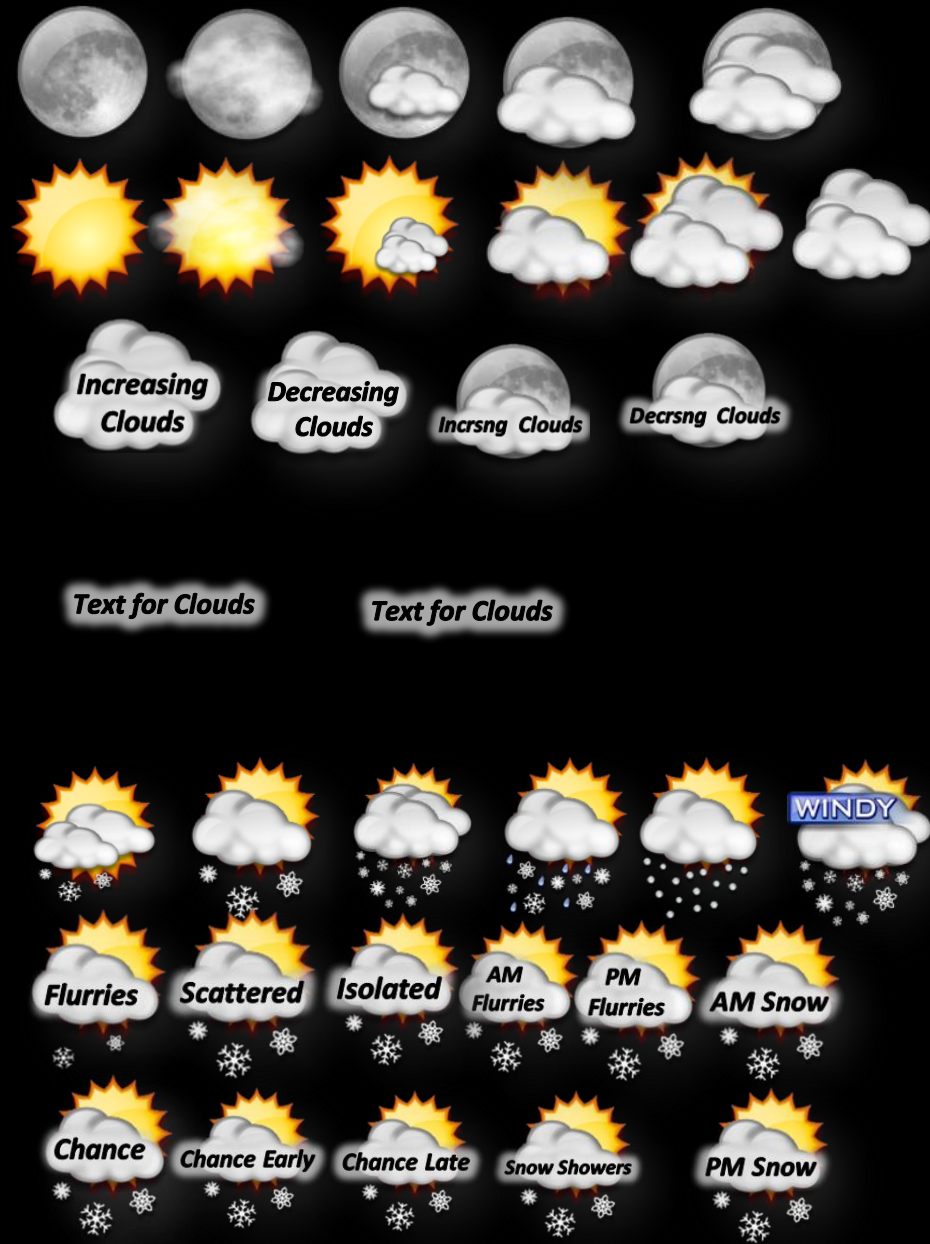 Increasing
Clouds
Decreasing
Clouds
Incrsng Clouds
Decrsng Clouds
Text for Clouds
Text for Clouds
WINDY
Flurries
Scattered
Isolated
AM
Flurries
PM
Flurries
AM Snow
Chance
Chance Early
Chance Late
Snow Showers
PM Snow